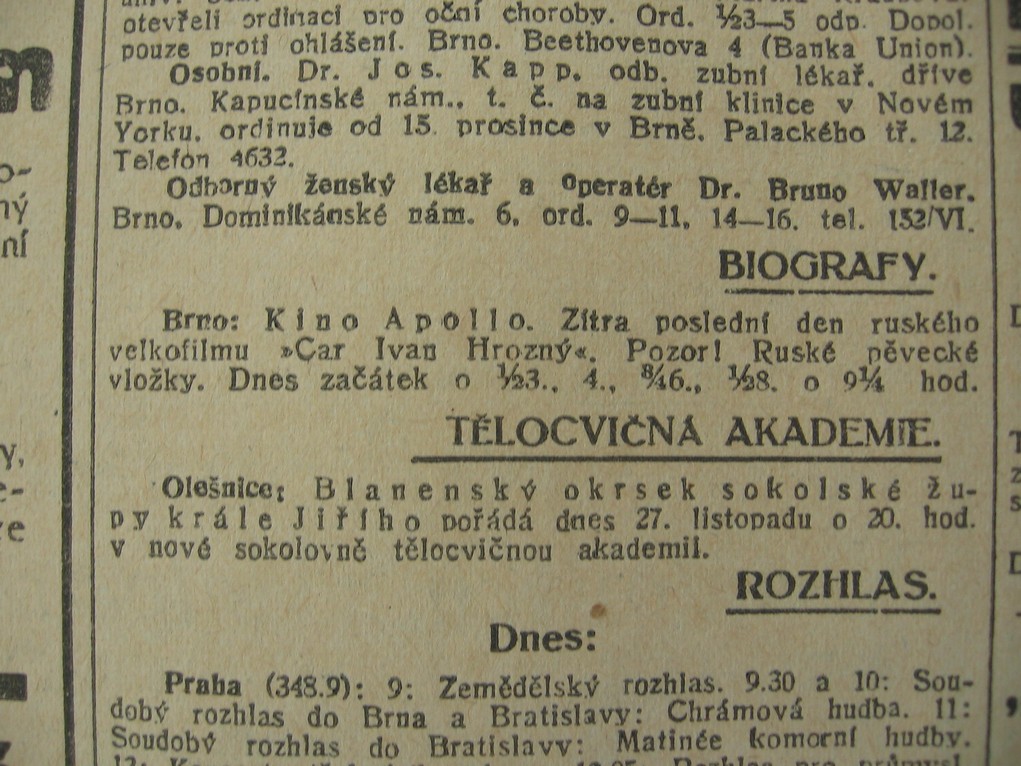 otevřeli ordinaci pro oční choroby. Ord. ½3—5 odp. Dopol.
pouze proti ohlášení. Brno. Beethovenova 4 (Banka Union).
Osobní. Dr. Jos. Kapp. odb. zubní lékař. dříve
Brno. Kapucínské nám., t. č. na zubní klinice v Novém
Yorku. ordinuje od 15. prosince v Brně. Palackého tř. 12.
Telefon 4632.
Odborný ženský lékař a operatér Dr. Bruno Walter.
Brno. Dominikánské nám. 6. ord. 9—11. 14—16. tel. 152/VI.
BIOGRAFY.
Brno: Kino Apollo. Zítra poslední den ruského
velkofilmu »Car Ivan Hrozný«. Pozor! Ruské pěvecké
vložky. Dnes začátek o ½3., 4., ¾6., ½8. o 9¼ hod.
TĚLOCVIČNÁ AKADEMIE.
Olešnice: Blanenský okrsek sokolské žu-
py krále Jiřího pořádá dnes 27. listopadu o 20. hod.
v nové sokolovně tělocvičnou akademii.
ROZHLAS.
Dnes:
Praha (348.9): 9: Zemědělský rozhlas. 9.30 a 10: Sou-
dobý rozhlas do Brna a Bratislavy: Chrámová hudba. 11:
Soudobý rozhlas do Bratislavy: Matinée komorní hudby.